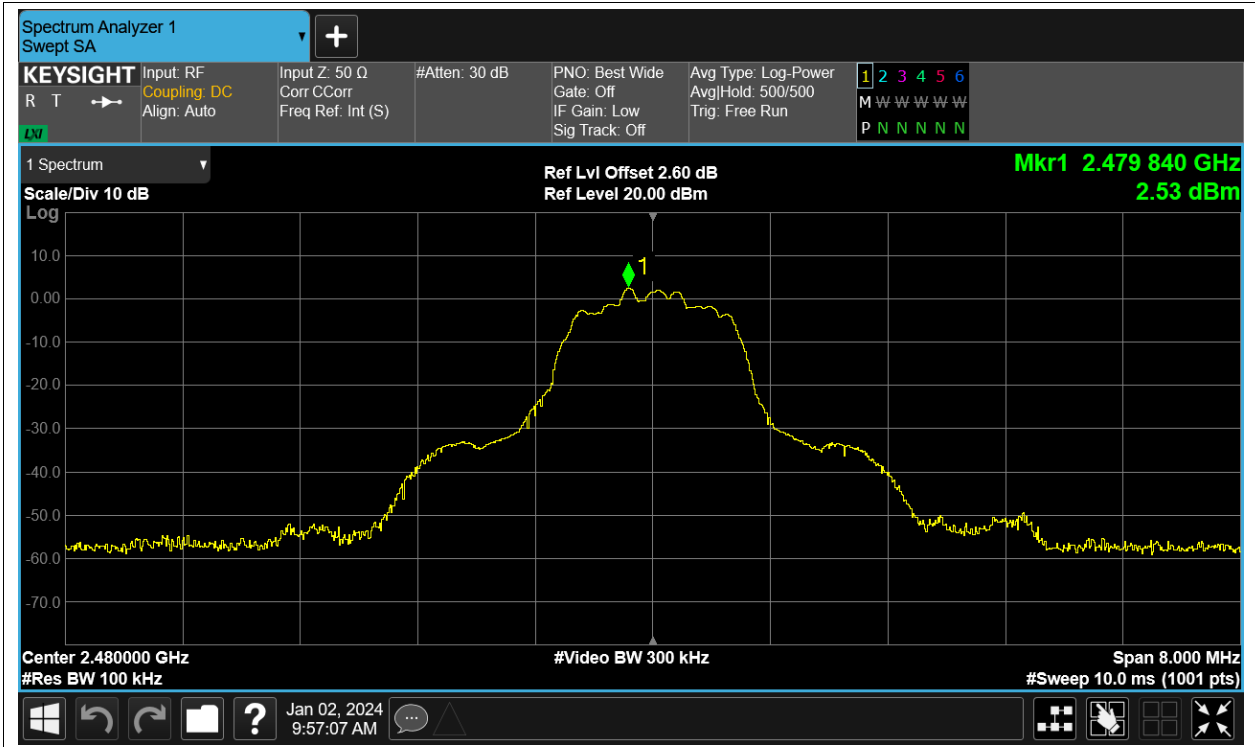 Spectrum Analyzer 1
Swept SA
KEYSIGHT
R T
LXI
Input: RF
Coupling: DC
Align: Auto
Input Z: 50 Ω
Corr CCorr
Freq Ref: Int (S)
#Atten: 30 dB
PNO: Best Wide
Gate: Off
IF Gain: Low
Sig Track: Off
Avg Type: Log-Power
Avg|Hold: 500/500
Trig: Free Run
1 2 3 4 5 6
M W W W W W
P N N N N N
1 Spectrum
Scale/Div 10 dB
Log
Ref Lvl Offset 2.60 dB
Ref Level 20.00 dBm
Mkr1 2.479 840 GHz
2.53 dBm
1
10.0
0.00
-10.0
-20.0
-30.0
-40.0
-50.0
-60.0
-70.0
Center 2.480000 GHz
#Res BW 100 kHz
#Video BW 300 kHz
Span 8.000 MHz
#Sweep 10.0 ms (1001 pts)
?
Jan 02, 2024
9:57:07 AM